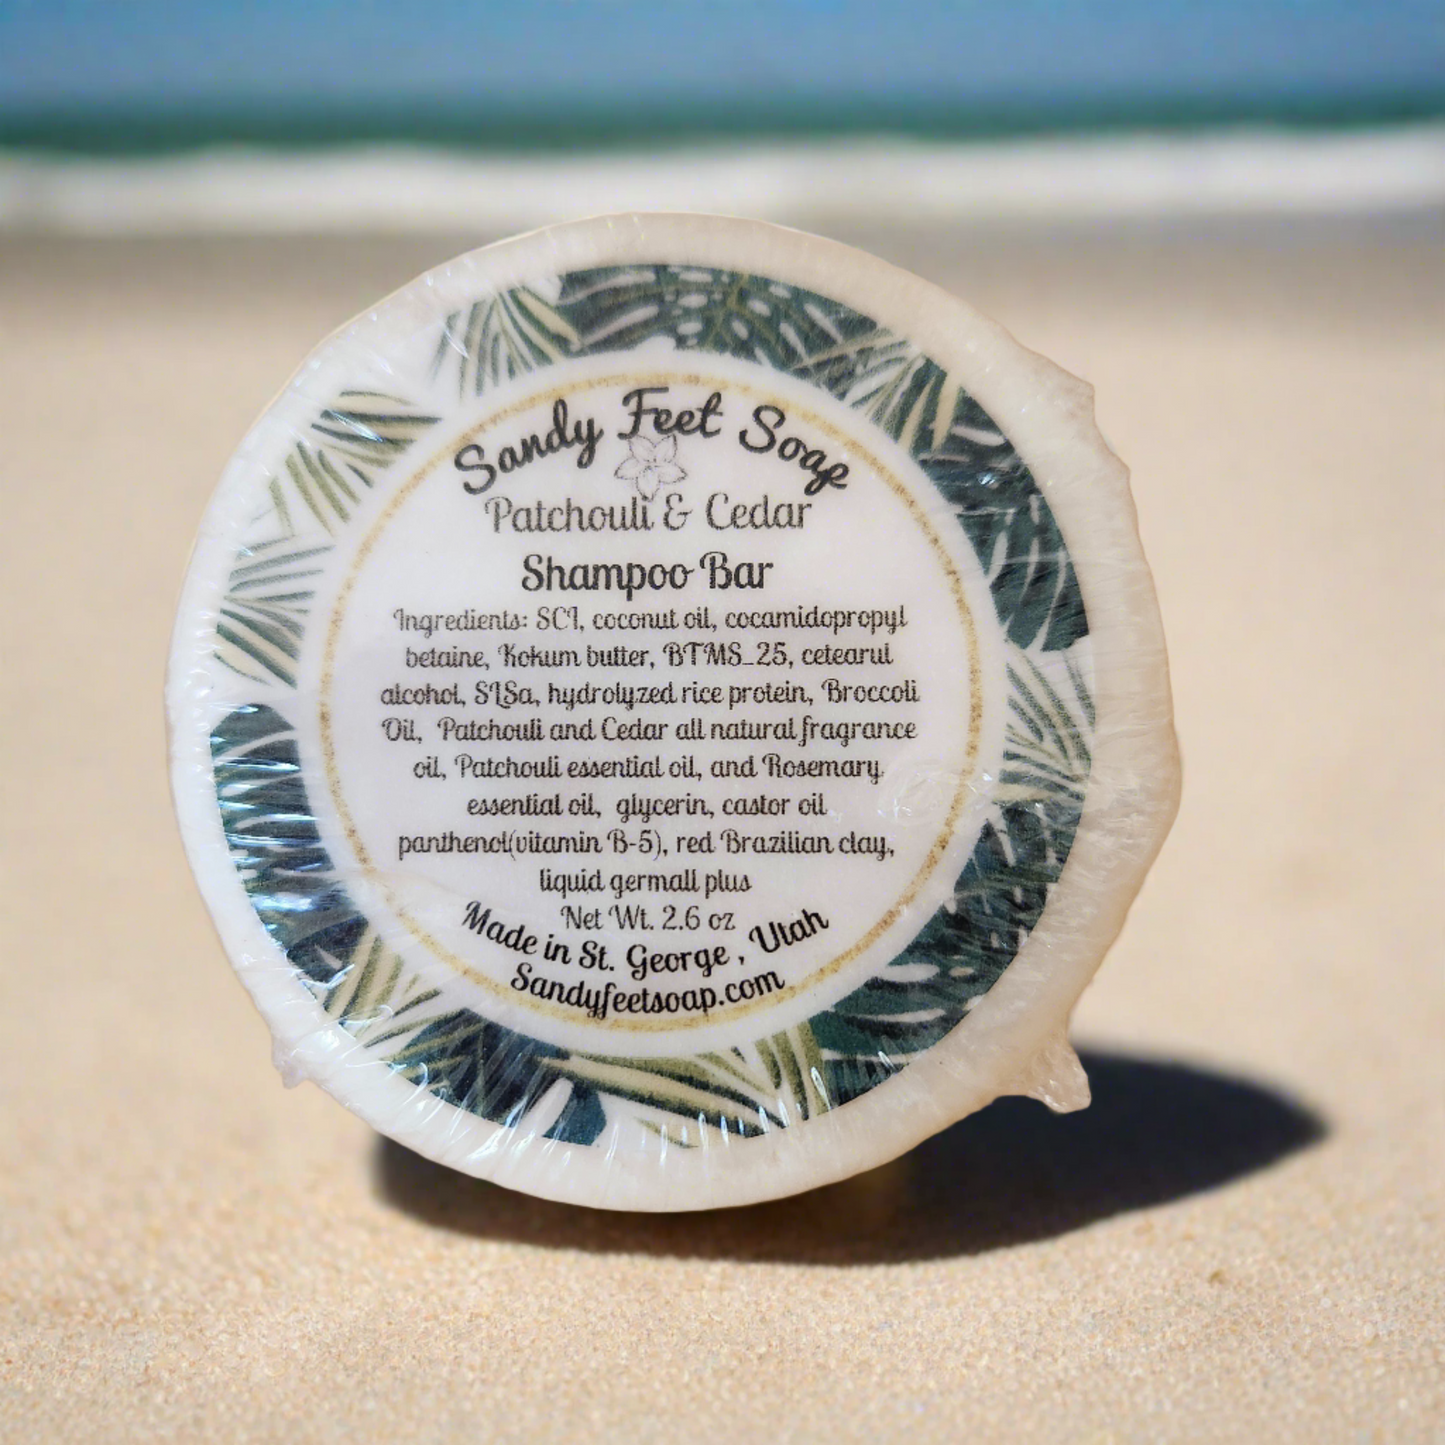 Sandy Feet Soap
Patchouli & Cedar
Shampoo Bar
Ingredients: SCI, coconut oil, cocamidopropyl
betaine, Kokum butter, BTMS_25, cetearul
alcohol, SLSa, hydrolyzed rice protein, Broccoli
Oil, Patchouli and Cedar all natural fragrance
oil, Patchouli essential oil, and Rosemary
essential oil, glycerin, castor oil
panthenol(vitamin B-5), red Brazilian clay,
liquid germall plus
Net Wt. 2.6 oz
Made in St. George , Utah
Sandyfeetsoap.com